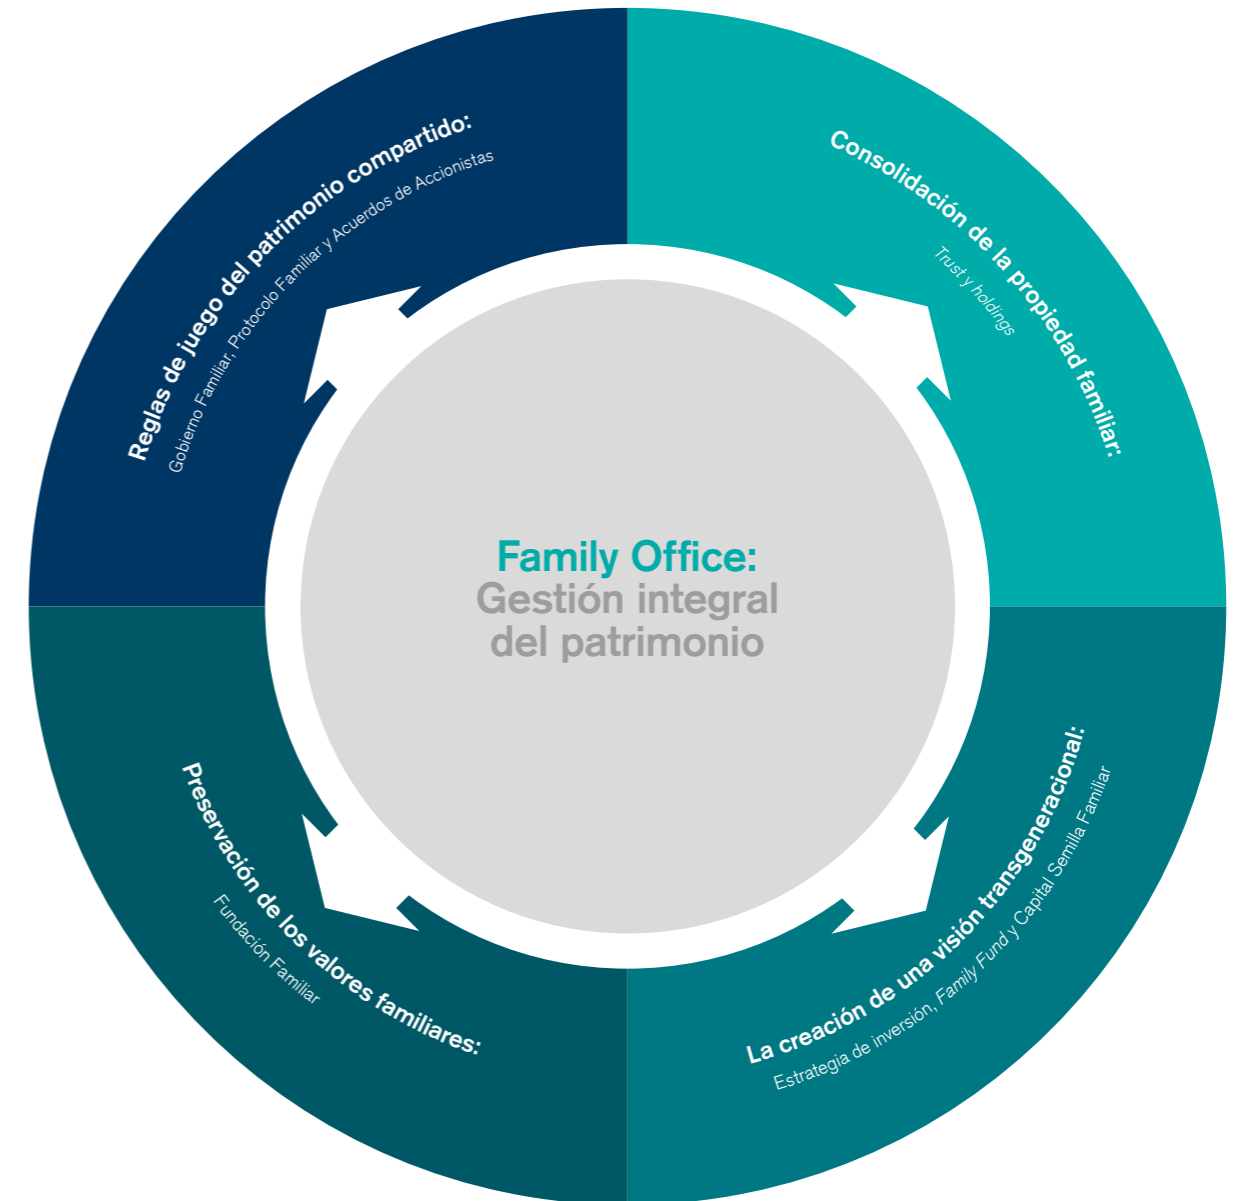 Reglas de juego del patrimonio compartido:
Gobierno Familiar, Protocolo Familiar y Acuerdos de Accionistas
Consolidación de la propiedad familiar:
Trust y holdings
Family Office:
Gestión integral
del patrimonio
Preservación de los valores familiares:
Fundación Familiar
La creación de una visión transgeneracional:
Estrategia de inversión, Family Fund y Capital Semilla Familiar